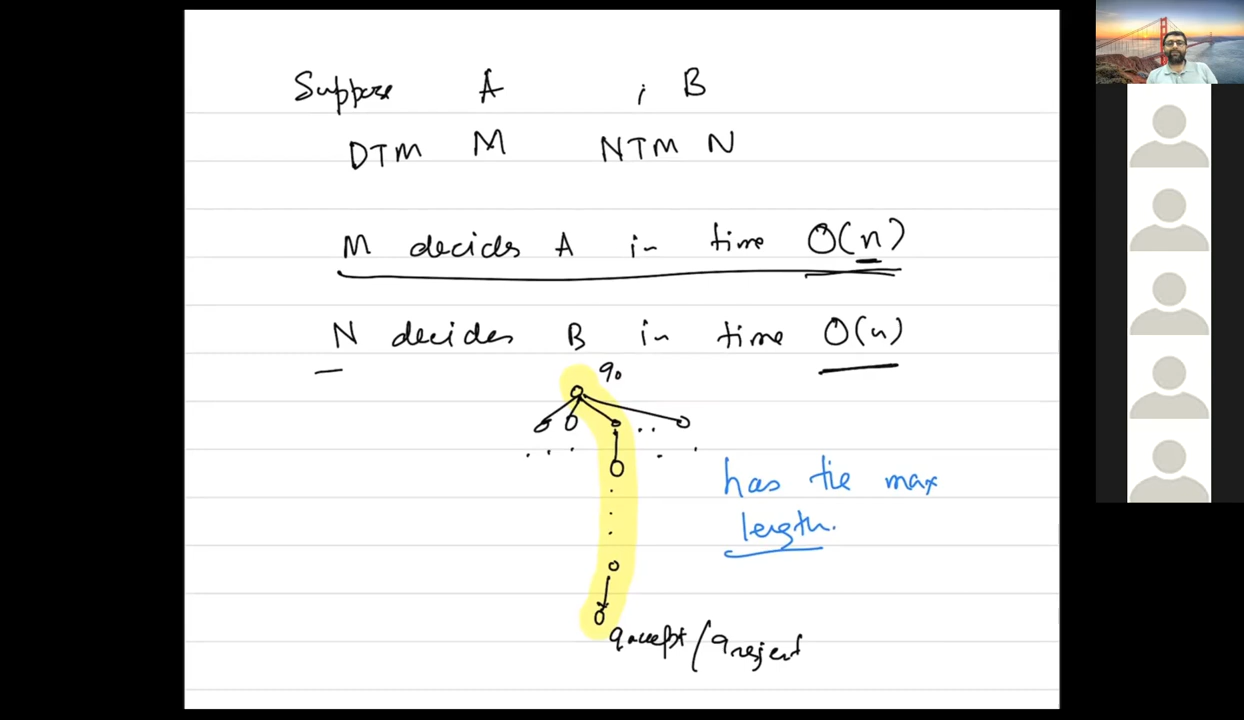 Suppose A , B
DTM M NTM N
M decides A in time O(n)
N decides B in time O(n)
q0
has the max
length.
qaccept/qreject